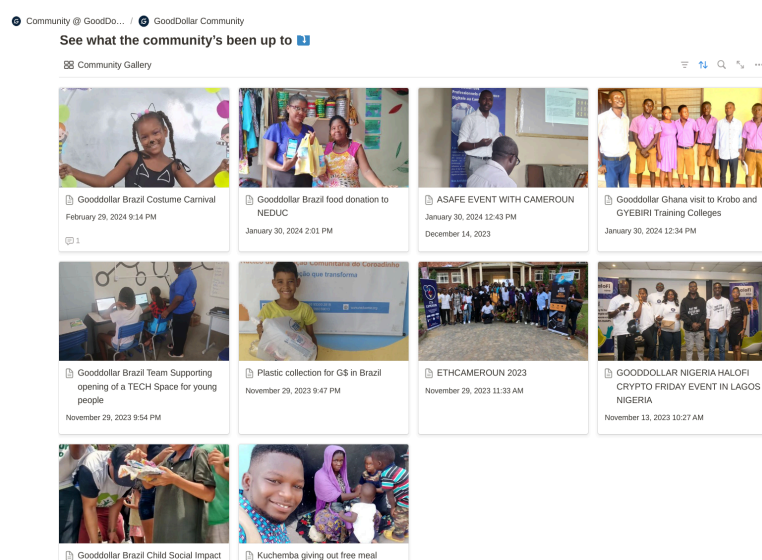 Community @ GoodDo… / GoodDollar Community
See what the community's been up to
Community Gallery
Gooddollar Brazil Costume Carnival
February 29, 2024 9:14 PM
1
Gooddollar Brazil food donation to
NEDUC
January 30, 2024 2:01 PM
ASAFE EVENT WITH CAMEROUN
January 30, 2024 12:43 PM
December 14, 2023
Gooddollar Ghana visit to Krobo and
GYEBIRI Training Colleges
January 30, 2024 12:34 PM
Comunitária do Coroadinho
ação que transforma
Gooddollar Brazil Team Supporting
opening of a TECH Space for young
people
November 29, 2023 9:54 PM
Plastic collection for G$ in Brazil
November 29, 2023 9:47 PM
ETHCAMEROUN 2023
November 29, 2023 11:33 AM
GOODDOLLAR NIGERIA HALOFI
CRYPTO FRIDAY EVENT IN LAGOS
NIGERIA
November 13, 2023 10:27 AM
Gooddollar Brazil Child Social Impact
Kuchemba giving out free meal